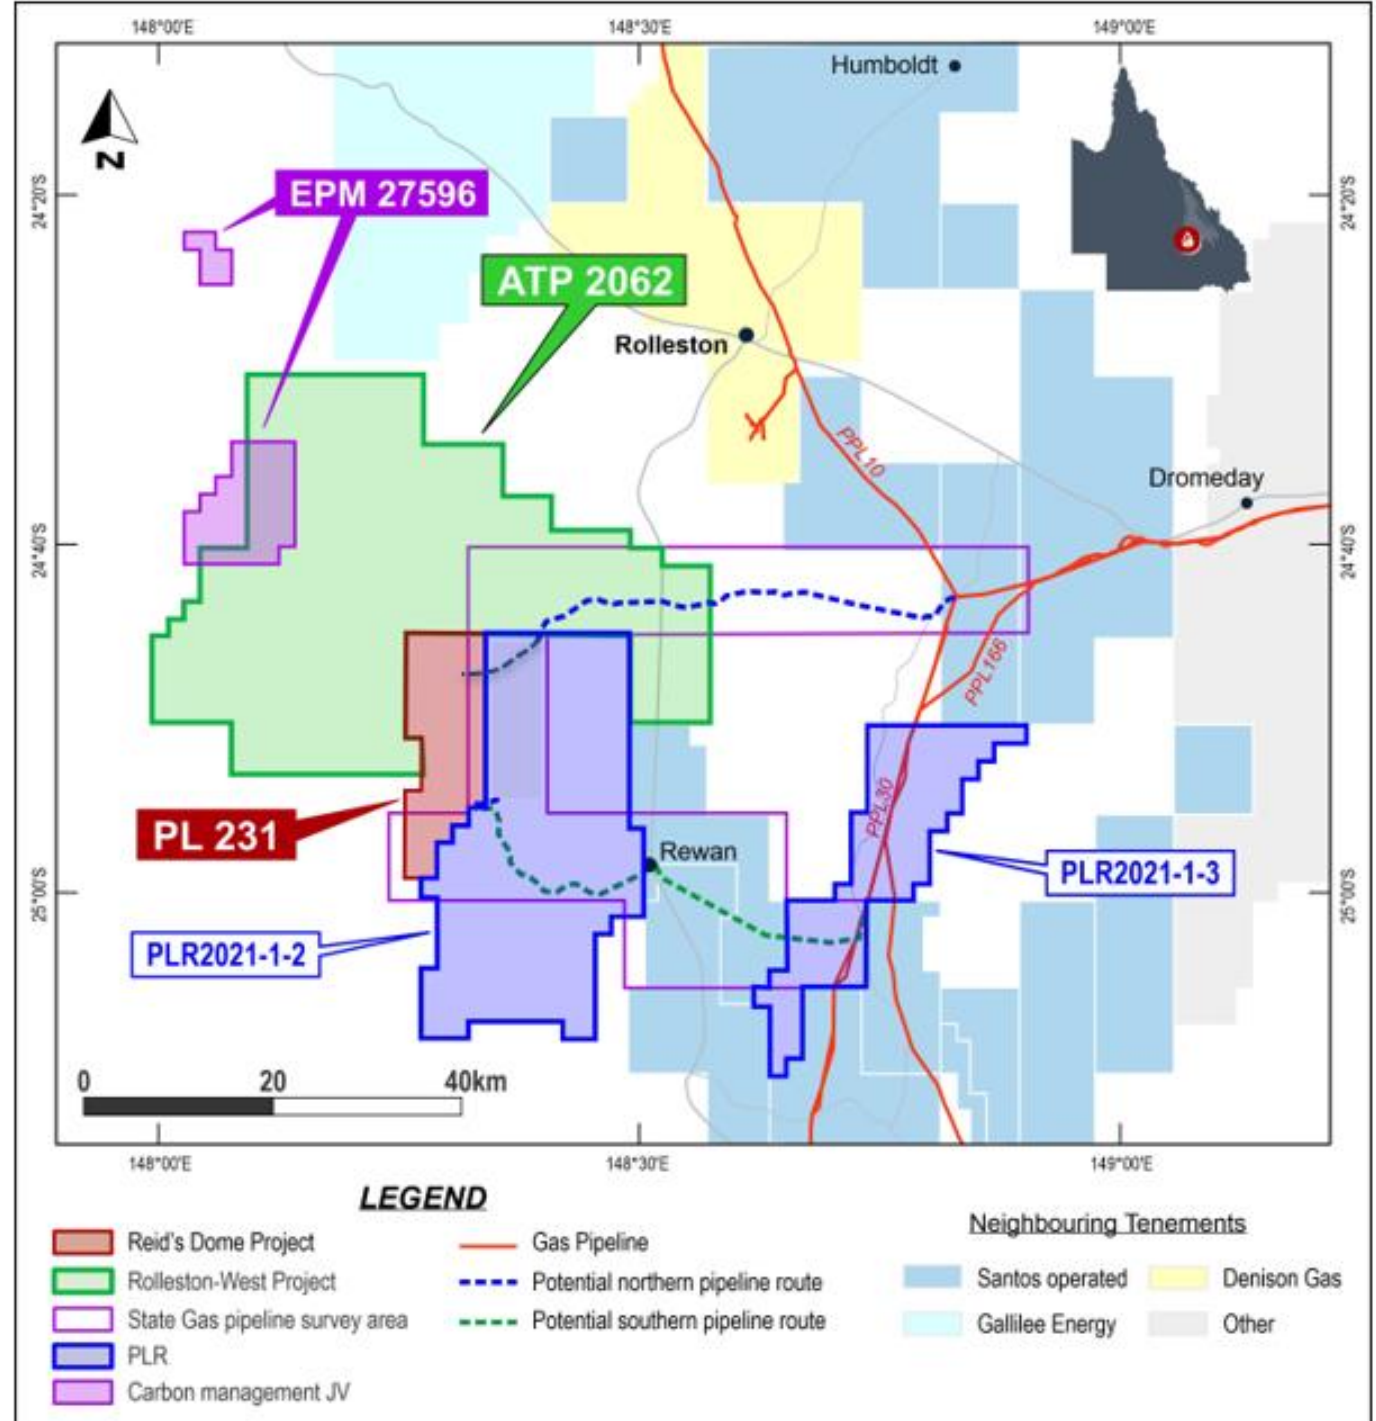 148°00'E 148°30'E 149°00'E
Humboldt
N
24°20'S
EPM 27596
24°20'S
ATP 2062
Rolleston
PPL10
Dromeday
24°40'S
24°40'S
PPL166
PL 231
PPL30
Rewan
PLR2021-1-3
25°00'S
25°00'S
PLR2021-1-2
0 20 40km
148°00'E 148°30'E 149°00'E
LEGEND
Reid's Dome Project
Rolleston-West Project
State Gas pipeline survey area
PLR
Carbon management JV
Gas Pipeline
Potential northern pipeline route
Potential southern pipeline route
Neighbouring Tenements
Santos operated
Denison Gas
Gallilee Energy
Other